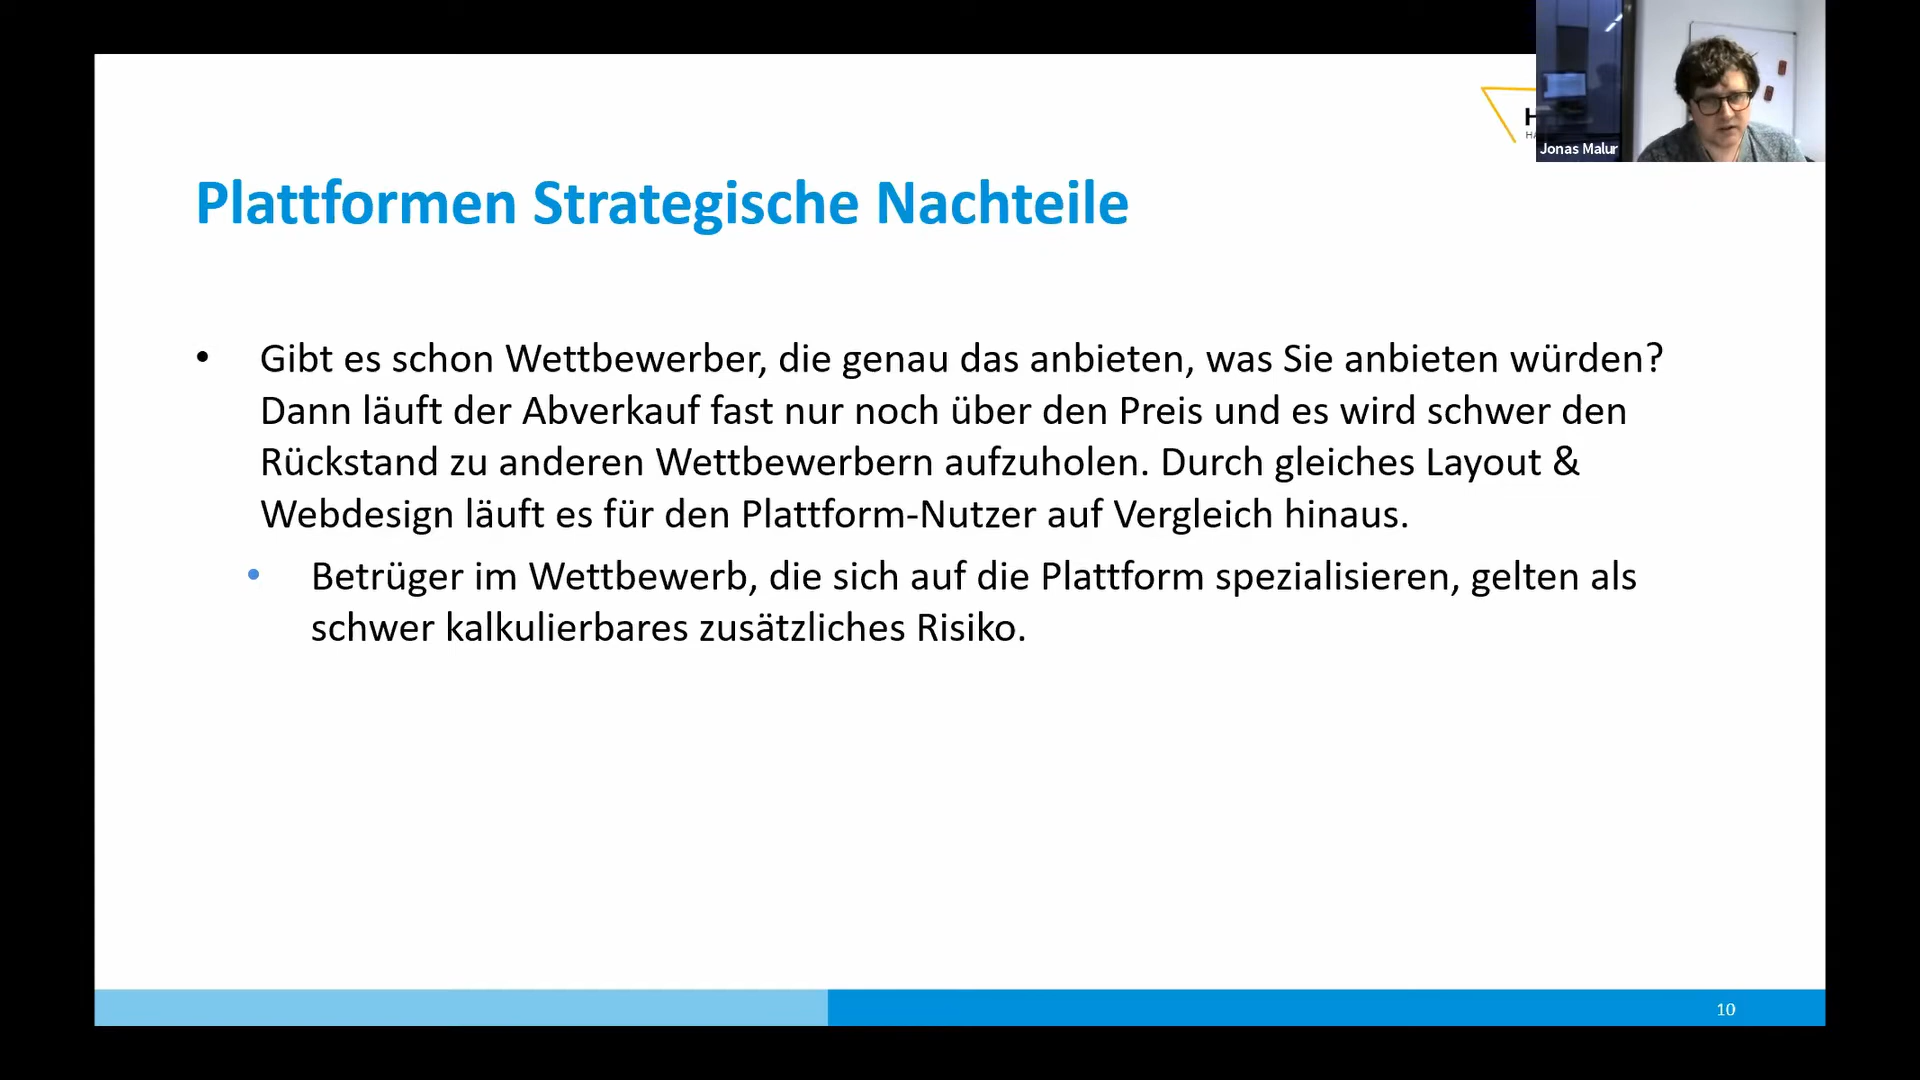 Jonas Malur
Plattformen Strategische Nachteile
• Gibt es schon Wettbewerber, die genau das anbieten, was Sie anbieten würden?
Dann läuft der Abverkauf fast nur noch über den Preis und es wird schwer den
Rückstand zu anderen Wettbewerbern aufzuholen. Durch gleiches Layout &
Webdesign läuft es für den Plattform-Nutzer auf Vergleich hinaus.
• Betrüger im Wettbewerb, die sich auf die Plattform spezialisieren, gelten als
schwer kalkulierbares zusätzliches Risiko.
10